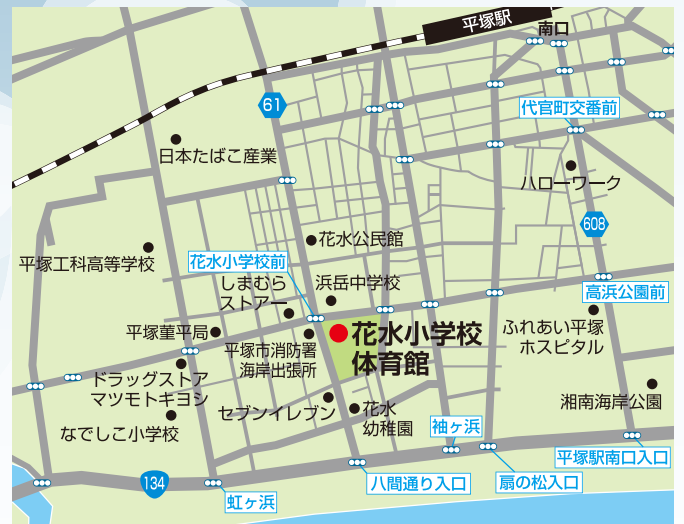 平塚駅
南口
61
代官町交番前
日本たばこ産業
ハローワーク
608
花水公民館
平塚工科高等学校
花水小学校前
浜岳中学校
しまむら
ストアー
高浜公園前
平塚菫平局
平塚市消防署
海岸出張所
花水小学校
体育館
ふれあい平塚
ホスピタル
ドラッグストア
マツモトキヨシ
セブンイレブン
花水
幼稚園
湘南海岸公園
なでしこ小学校
袖ヶ浜
平塚駅南口入口
134
虹ヶ浜
八間通り入口
扇の松入口